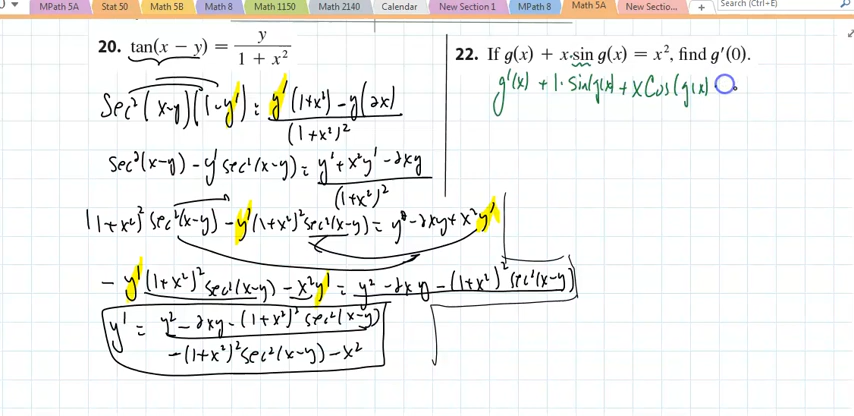 MPath 5A Stat 50 Math 5B Math 8 Math 1150 Math 2140 Calendar New Section 1 MPath 8 Math 5A New Sectio... + Search (Ctrl+E)
20. tan(x − y) = y / (1 + x²)
sec²(x-y)(1-y') = (y'(1+x²) - y(2x)) / (1+x²)²
sec²(x-y) - y' sec²(x-y) = (y' + x²y' - 2xy) / (1+x²)²
(1+x²)² sec²(x-y) - y'(1+x²)² sec²(x-y) = y² - 2xy + x²y'
- y'(1+x²)² sec²(x-y) - x²y' = y² - 2xy - (1+x²)² sec²(x-y)
y' = (y² - 2xy - (1+x²)² sec²(x-y)) / (-(1+x²)² sec²(x-y) - x²)
22. If g(x) + x sin g(x) = x², find g′(0).
g'(x) + 1·Sin(g(x)) + x Cos(g(x))